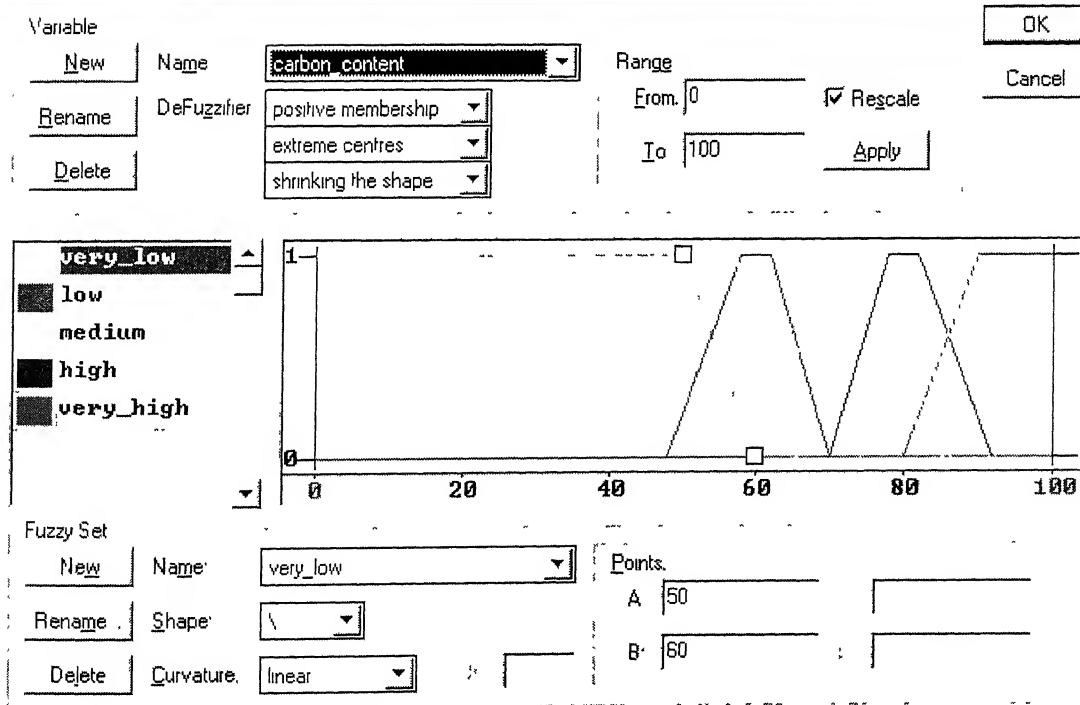 Variable
OK
New Name carbon_content Range
From. 0 Rescale Cancel
Rename DeFuzzifier positive membership
extreme centres To 100 Apply
Delete shrinking the shape
very_low
low
medium
high
very_high
1
0
0 20 40 60 80 100
Fuzzy Set
New Name: very_low Points.
A 50
Rename . Shape: \
B: 60
Delete Curvature. linear